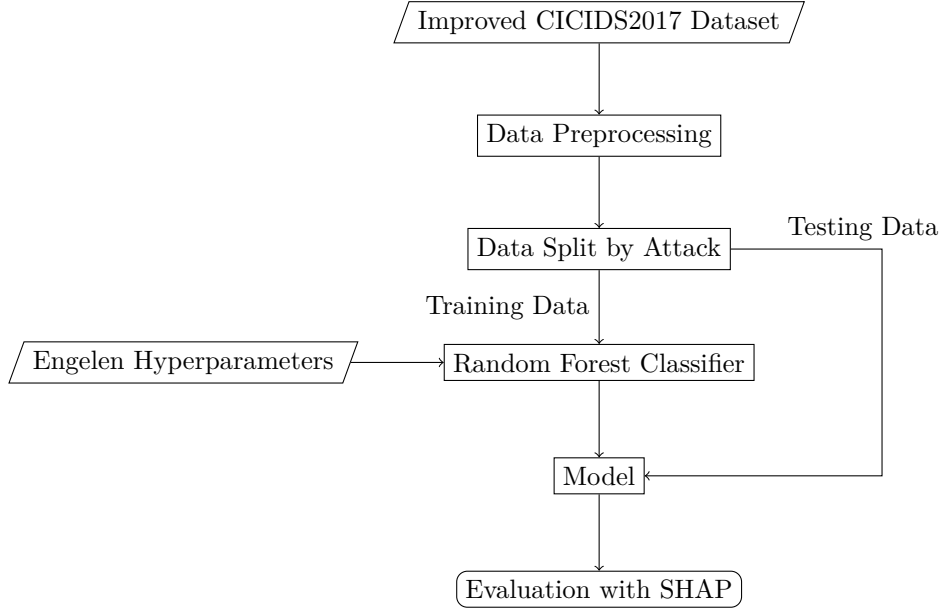 Improved CICIDS2017 Dataset
Data Preprocessing
Testing Data
Data Split by Attack
Training Data
Engelen Hyperparameters
Random Forest Classifier
Model
Evaluation with SHAP